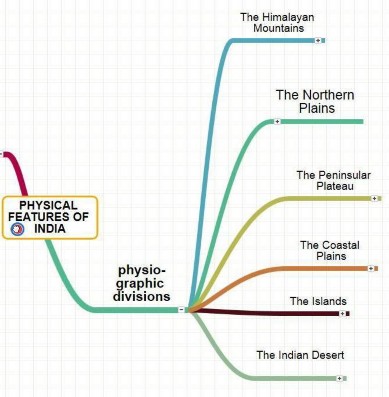 The Himalayan
Mountains
The Northern
Plains
The Peninsular
Plateau
PHYSICAL
FEATURES OF
INDIA
The Coastal
Plains
physio-
graphic
divisions
The Islands
The Indian Desert